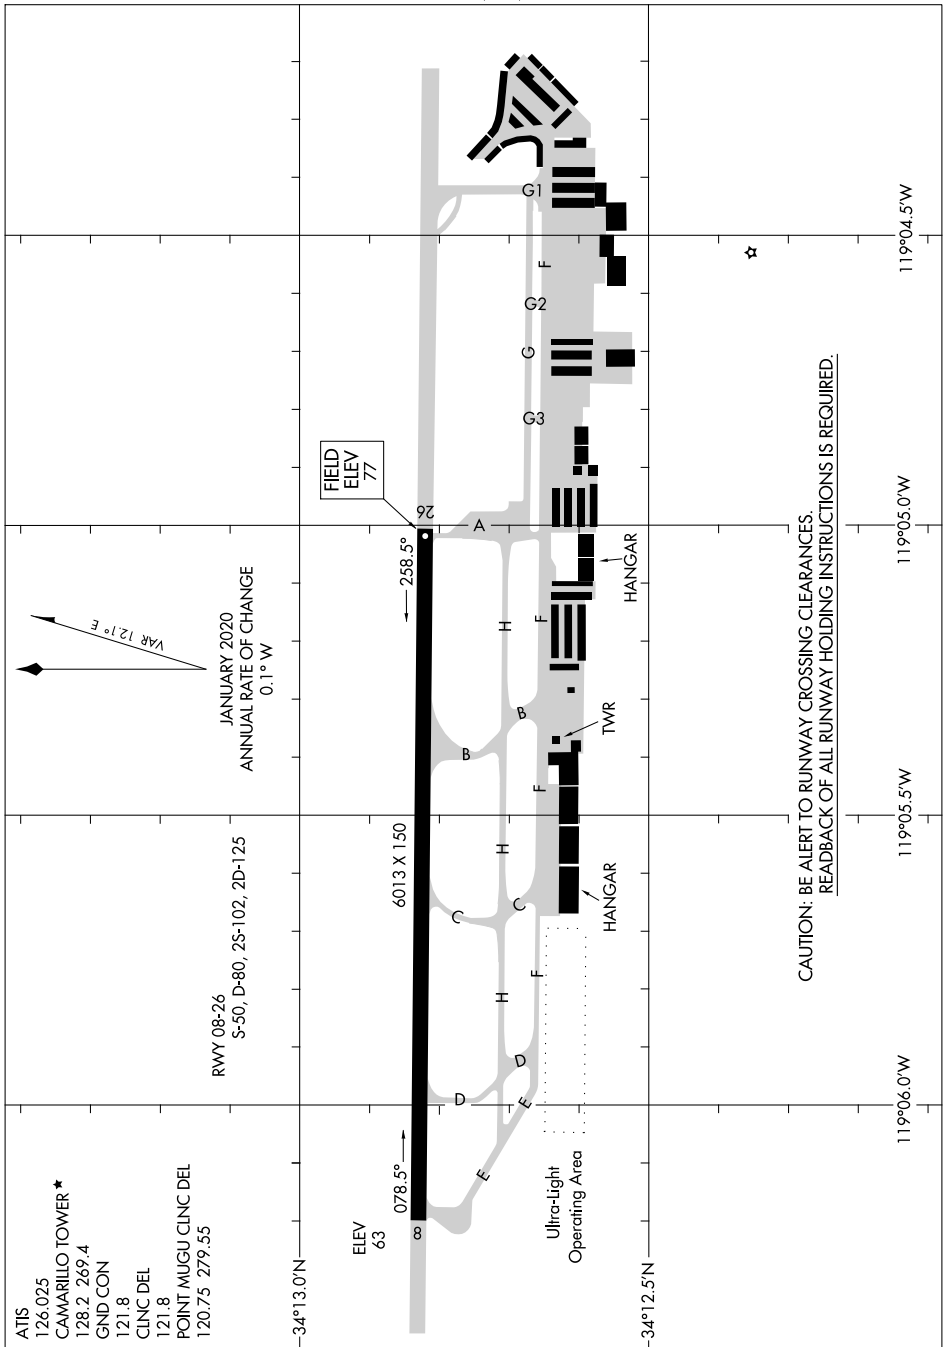 ATIS
126.025
CAMARILLO TOWER ★
128.2 269.4
GND CON
121.8
CLNC DEL
121.8
POINT MUGU CLNC DEL
120.75 279.55
RWY 08-26
S-50, D-80, 2S-102, 2D-125
VAR 12.1° E
JANUARY 2020
ANNUAL RATE OF CHANGE
0.1° W
34°13.0'N
ELEV
63
8
078.5°
6013 X 150
258.5°
26
FIELD
ELEV
77
E
E
D
D
C
C
B
B
A
H
H
H
F
F
F
F
G3
G
G2
G1
Ultra-Light
Operating Area
HANGAR
TWR
HANGAR
34°12.5'N
CAUTION: BE ALERT TO RUNWAY CROSSING CLEARANCES.
READBACK OF ALL RUNWAY HOLDING INSTRUCTIONS IS REQUIRED.
119°06.0'W
119°05.5'W
119°05.0'W
119°04.5'W